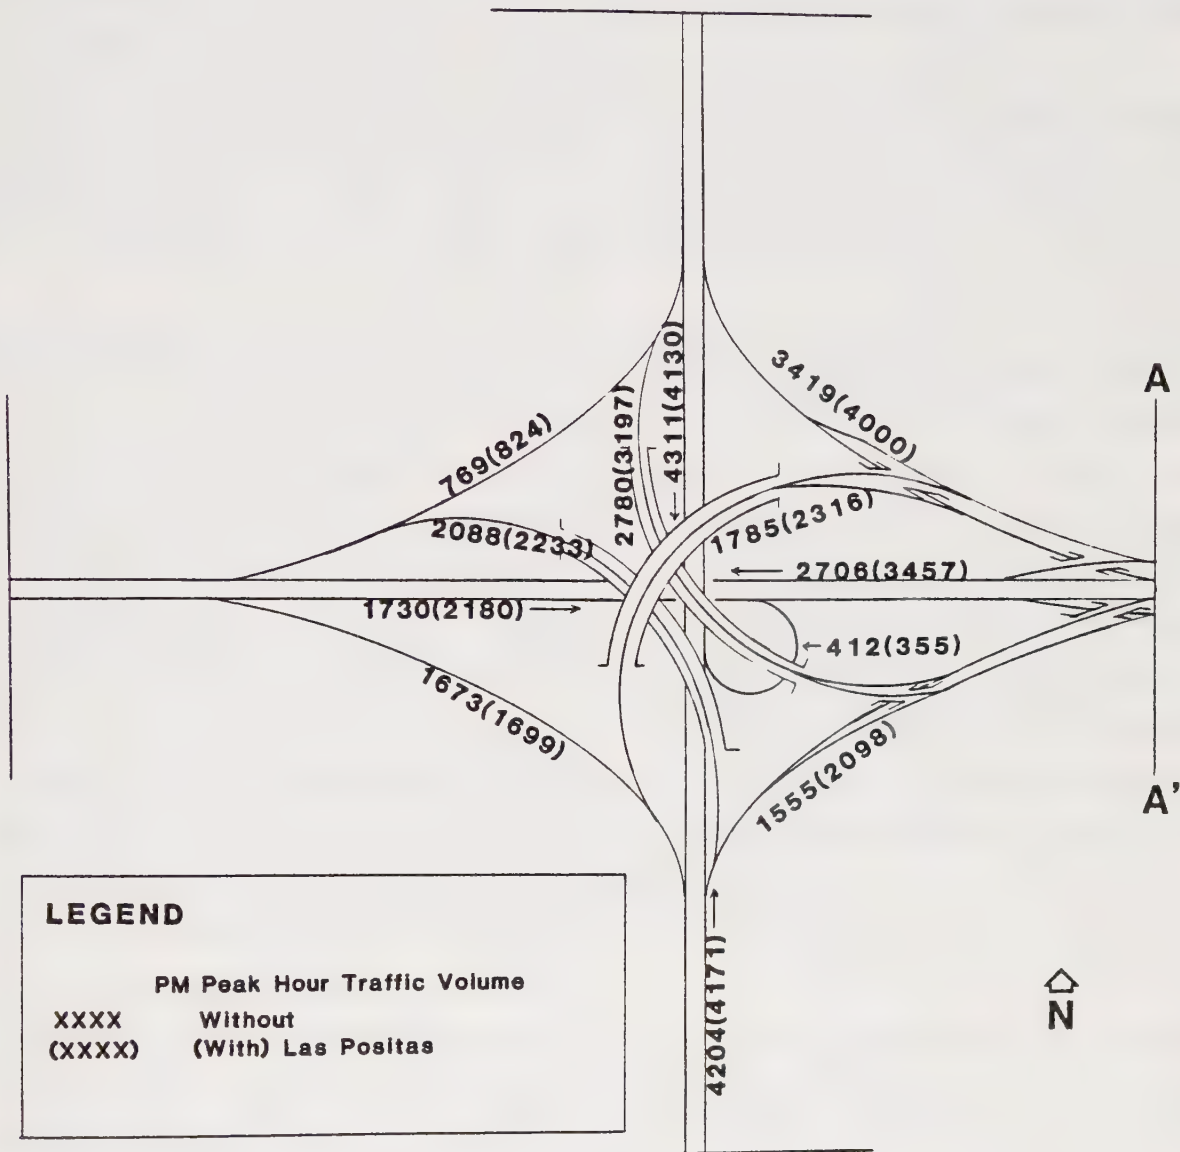 4311(4130)
3419(4000)
A
2780(3197)
769(824)
2088(2233)
1785(2316)
2706(3457)
1730(2180)
412(355)
1673(1699)
1555(2098)
A'
4204(4171)
LEGEND
PM Peak Hour Traffic Volume
XXXX Without
(XXXX) (With) Las Positas
N